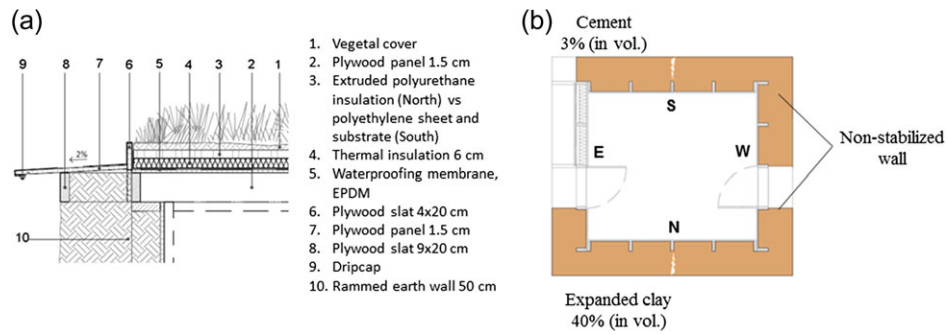 (a)
9 8 7 6 5 4 3 2 1
2%
10
1. Vegetal cover
2. Plywood panel 1.5 cm
3. Extruded polyurethane
insulation (North) vs
polyethylene sheet and
substrate (South)
4. Thermal insulation 6 cm
5. Waterproofing membrane,
EPDM
6. Plywood slat 4x20 cm
7. Plywood panel 1.5 cm
8. Plywood slat 9x20 cm
9. Dripcap
10. Rammed earth wall 50 cm
(b)
Cement
3% (in vol.)
S
E W
N
Non-stabilized
wall
Expanded clay
40% (in vol.)